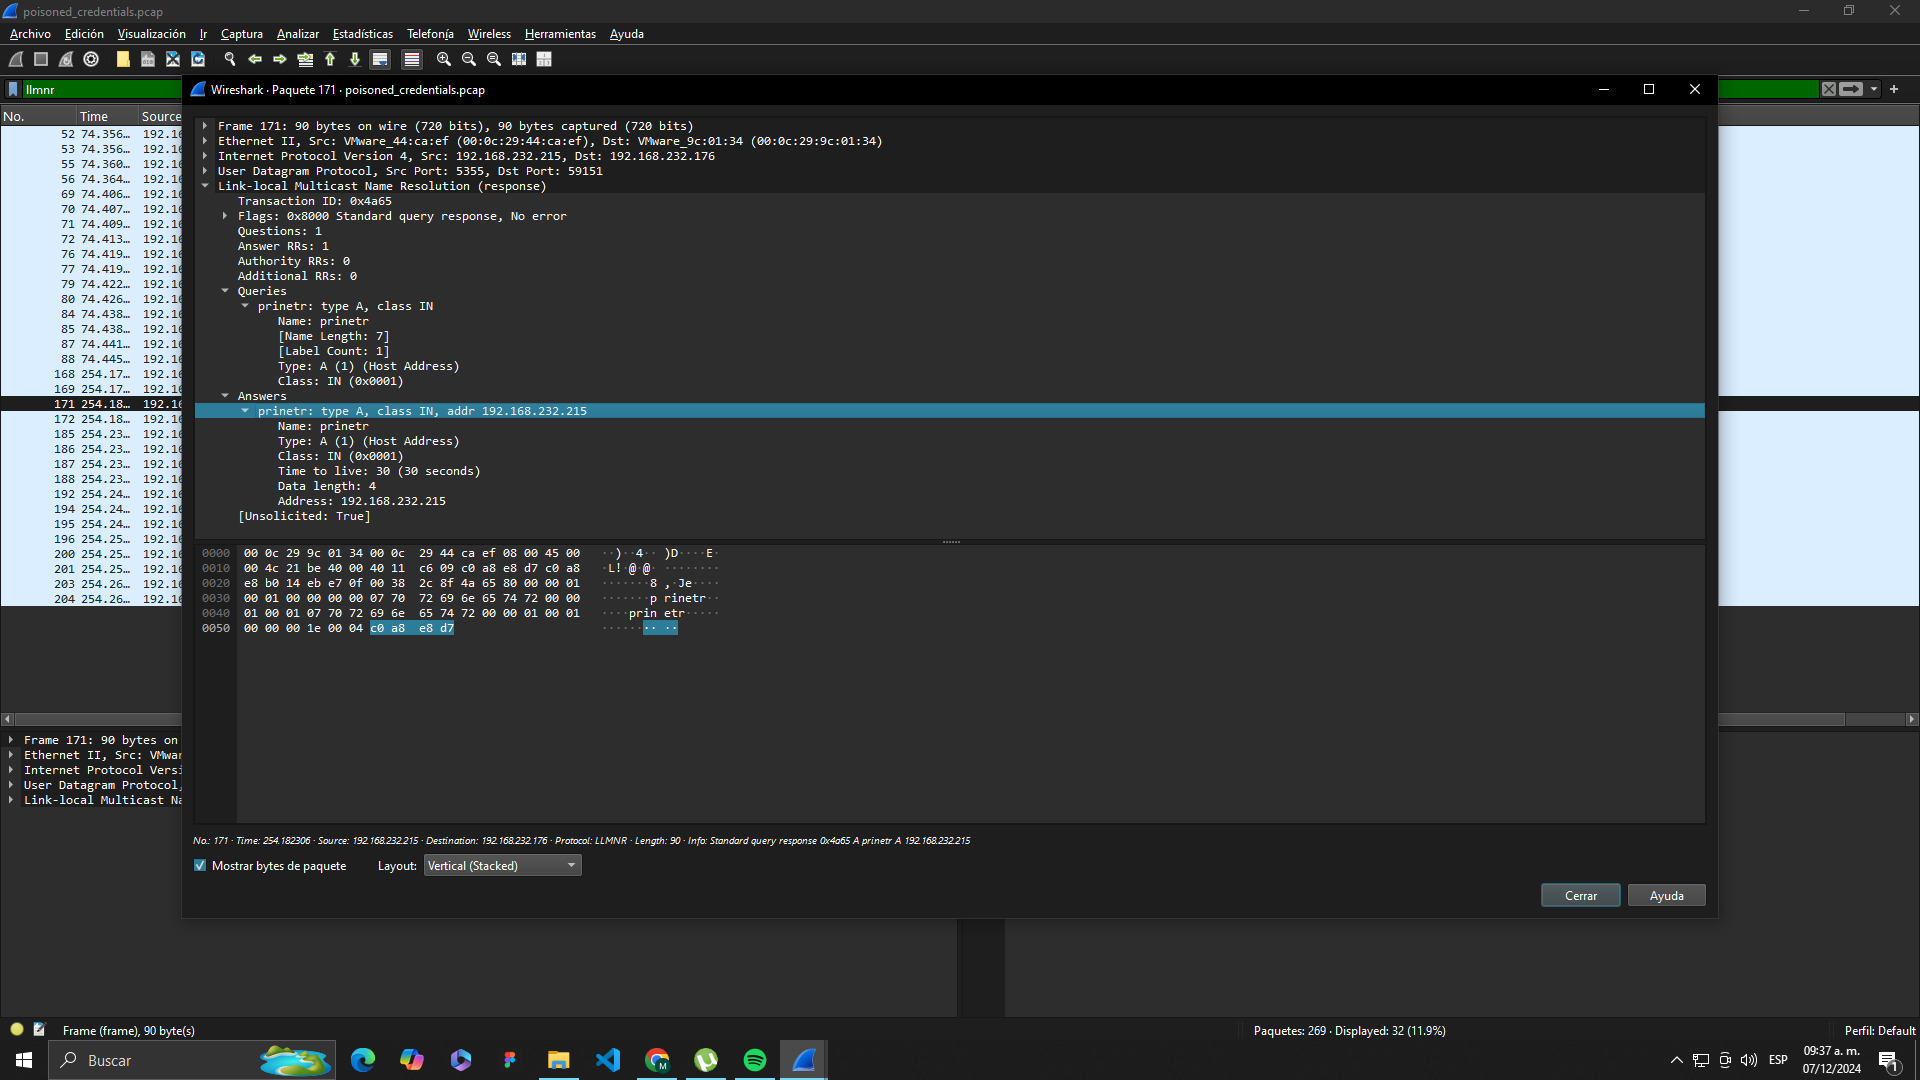 poisoned_credentials.pcap
Archivo Edición Visualización Ir Captura Analizar Estadísticas Telefonía Wireless Herramientas Ayuda
llmnr
No. Time Source
52 74.356… 192.16
53 74.356… 192.16
55 74.360… 192.16
56 74.364… 192.16
69 74.406… 192.16
70 74.407… 192.16
71 74.409… 192.16
72 74.413… 192.16
76 74.419… 192.16
77 74.419… 192.16
79 74.422… 192.16
80 74.426… 192.16
84 74.438… 192.16
85 74.438… 192.16
87 74.441… 192.16
88 74.445… 192.16
168 254.17… 192.16
169 254.17… 192.16
171 254.18… 192.16
172 254.18… 192.16
185 254.23… 192.16
186 254.23… 192.16
187 254.23… 192.16
188 254.23… 192.16
192 254.24… 192.16
194 254.24… 192.16
195 254.24… 192.16
196 254.25… 192.16
200 254.25… 192.16
201 254.25… 192.16
203 254.26… 192.16
204 254.26… 192.16
Frame 171: 90 bytes on
Ethernet II, Src: VMwar
Internet Protocol Versi
User Datagram Protocol,
Link-local Multicast Na
Wireshark · Paquete 171 · poisoned_credentials.pcap
Frame 171: 90 bytes on wire (720 bits), 90 bytes captured (720 bits)
Ethernet II, Src: VMware_44:ca:ef (00:0c:29:44:ca:ef), Dst: VMware_9c:01:34 (00:0c:29:9c:01:34)
Internet Protocol Version 4, Src: 192.168.232.215, Dst: 192.168.232.176
User Datagram Protocol, Src Port: 5355, Dst Port: 59151
Link-local Multicast Name Resolution (response)
Transaction ID: 0x4a65
Flags: 0x8000 Standard query response, No error
Questions: 1
Answer RRs: 1
Authority RRs: 0
Additional RRs: 0
Queries
prinetr: type A, class IN
Name: prinetr
[Name Length: 7]
[Label Count: 1]
Type: A (1) (Host Address)
Class: IN (0x0001)
Answers
prinetr: type A, class IN, addr 192.168.232.215
Name: prinetr
Type: A (1) (Host Address)
Class: IN (0x0001)
Time to live: 30 (30 seconds)
Data length: 4
Address: 192.168.232.215
[Unsolicited: True]
0000 00 0c 29 9c 01 34 00 0c 29 44 ca ef 08 00 45 00 ··)··4·· )D····E·
0010 00 4c 21 be 40 00 40 11 c6 09 c0 a8 e8 d7 c0 a8 ·L!·@·@· ········
0020 e8 b0 14 eb e7 0f 00 38 2c 8f 4a 65 80 00 00 01 ·······8 ,·Je····
0030 00 01 00 00 00 00 07 70 72 69 6e 65 74 72 00 00 ·······p rinetr··
0040 01 00 01 07 70 72 69 6e 65 74 72 00 00 01 00 01 ····prin etr·····
0050 00 00 00 1e 00 04 c0 a8 e8 d7 ········ ··
No.: 171 · Time: 254.182306 · Source: 192.168.232.215 · Destination: 192.168.232.176 · Protocol: LLMNR · Length: 90 · Info: Standard query response 0x4a65 A prinetr A 192.168.232.215
Mostrar bytes de paquete Layout: Vertical (Stacked)
Cerrar Ayuda
Frame (frame), 90 byte(s) Paquetes: 269 · Displayed: 32 (11.9%) Perfil: Default
Buscar
M
ESP
09:37 a. m.
07/12/2024
1